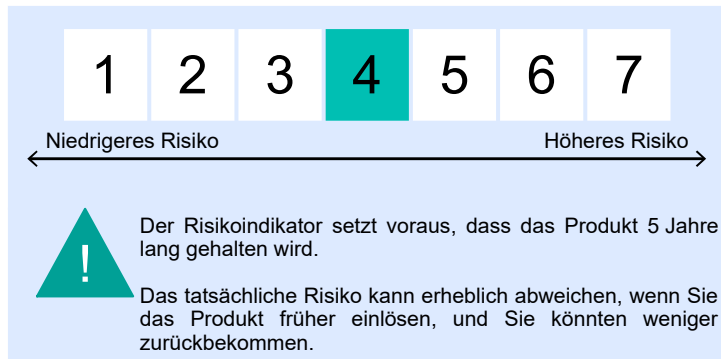 1 2 3 4 5 6 7
Niedrigeres Risiko Höheres Risiko
!
Der Risikoindikator setzt voraus, dass das Produkt 5 Jahre
lang gehalten wird.
Das tatsächliche Risiko kann erheblich abweichen, wenn Sie
das Produkt früher einlösen, und Sie könnten weniger
zurückbekommen.